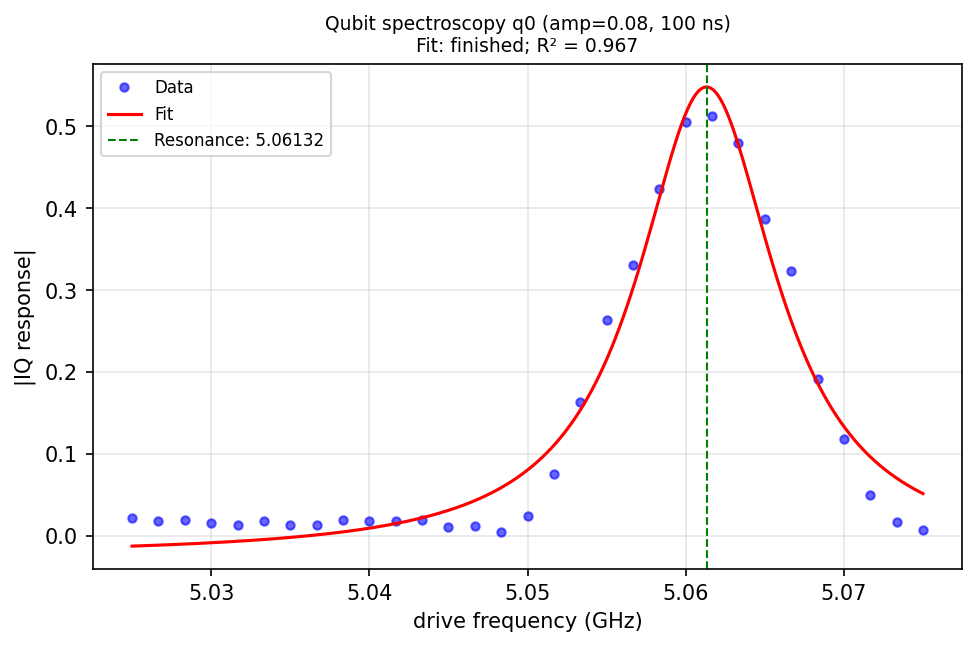 Qubit spectroscopy q0 (amp=0.08, 100 ns)
Fit: finished; R² = 0.967
Data
Fit
Resonance: 5.06132
|IQ response|
0.5
0.4
0.3
0.2
0.1
0.0
5.03 5.04 5.05 5.06 5.07
drive frequency (GHz)